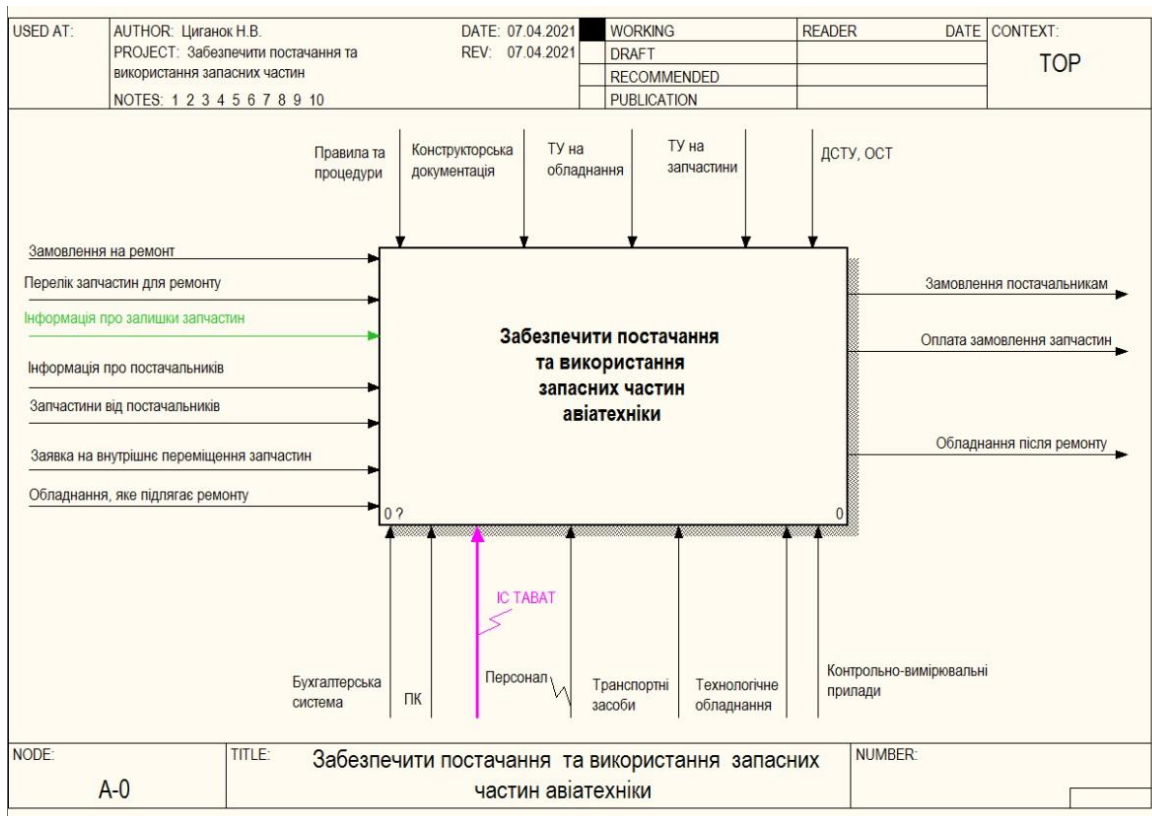 USED AT:
AUTHOR: Циганок Н.В.
DATE: 07.04.2021
PROJECT: Забезпечити постачання та
REV: 07.04.2021
використання запасних частин
NOTES: 1 2 3 4 5 6 7 8 9 10
WORKING
DRAFT
RECOMMENDED
PUBLICATION
READER
DATE
CONTEXT:
TOP
Правила та
процедури
Конструкторська
документація
ТУ на
обладнання
ТУ на
запчастини
ДСТУ, ОСТ
Замовлення на ремонт
Перелік запчастин для ремонту
Інформація про залишки запчастин
Інформація про постачальників
Запчастини від постачальників
Заявка на внутрішнє переміщення запчастин
Обладнання, яке підлягає ремонту
Забезпечити постачання
та використання
запасних частин
авіатехніки
0 ?
0
Замовлення постачальникам
Оплата замовлення запчастин
Обладнання після ремонту
Бухгалтерська
система
ПК
ІС ТАВАТ
Персонал
Транспортні
засоби
Технологічне
обладнання
Контрольно-вимірювальні
прилади
NODE:
A-0
TITLE:
Забезпечити постачання та використання запасних
частин авіатехніки
NUMBER: